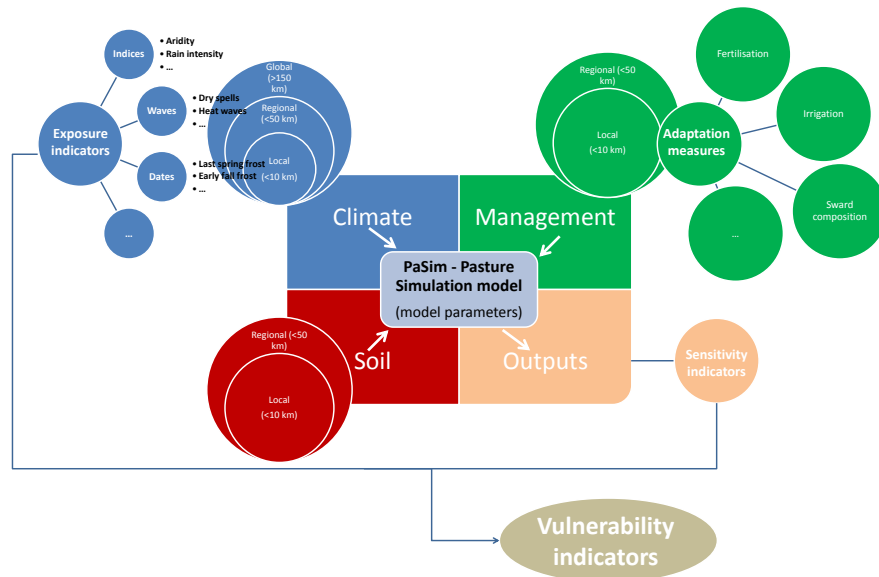 Indices
• Aridity
• Rain intensity
• ...
Waves
• Dry spells
• Heat waves
• ...
Exposure
indicators
Dates
• Last spring frost
• Early fall frost
• ...
...
Global
(>150
km)
Regional
(<50 km)
Local
(<10 km)
Regional (<50
km)
Local
(<10 km)
Adaptation
measures
Fertilisation
Irrigation
Sward
composition
...
Climate
Management
PaSim - Pasture
Simulation model
(model parameters)
Soil
Outputs
Regional (<50
km)
Local
(<10 km)
Sensitivity
indicators
Vulnerability
indicators